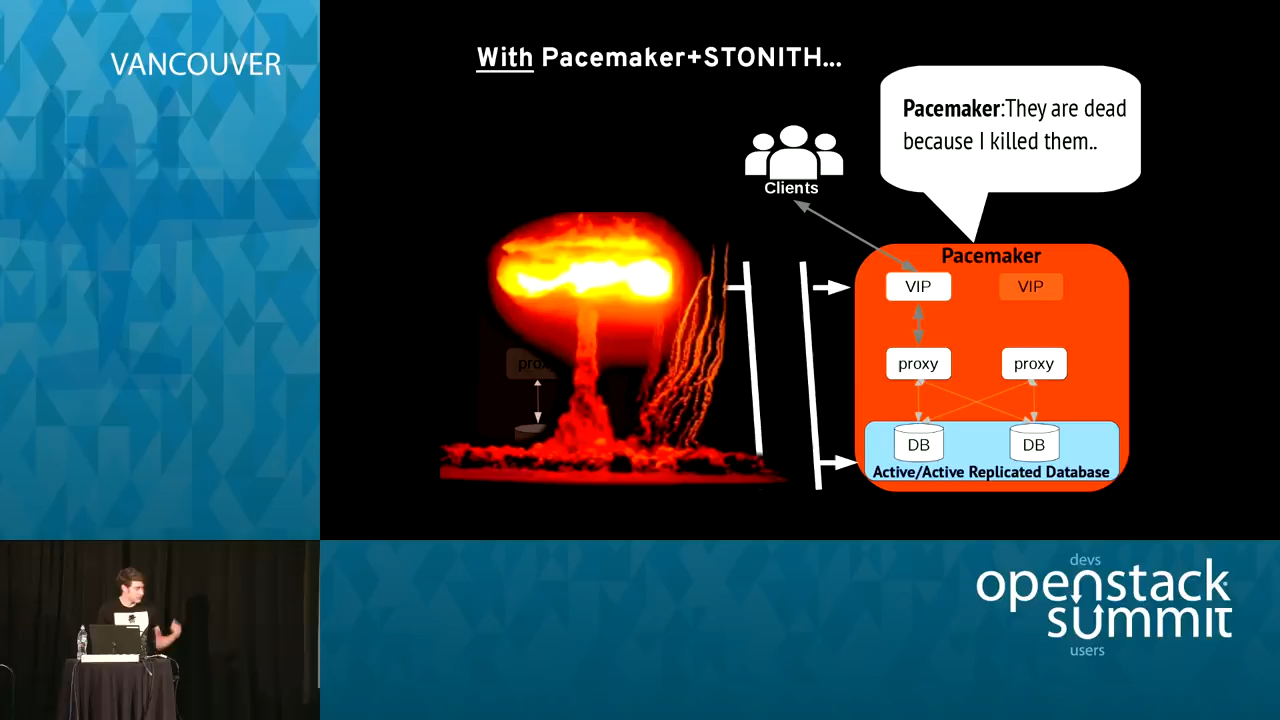 VANCOUVER
With Pacemaker+STONITH...
Pacemaker:They are dead
because I killed them..
Clients
Pacemaker
VIP
VIP
proxy
proxy
proxy
DB
DB
Active/Active Replicated Database
devs
openstack
summit
users